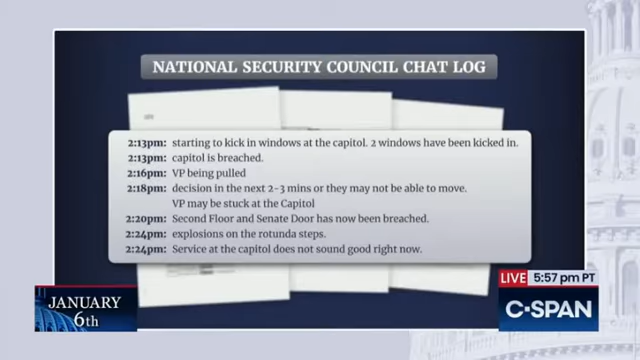 NATIONAL SECURITY COUNCIL CHAT LOG
2:13pm: starting to kick in windows at the capitol. 2 windows have been kicked in.
2:13pm: capitol is breached.
2:16pm: VP being pulled
2:18pm: decision in the next 2-3 mins or they may not be able to move.
VP may be stuck at the Capitol
2:20pm: Second Floor and Senate Door has now been breached.
2:24pm: explosions on the rotunda steps.
2:24pm: Service at the capitol does not sound good right now.
JANUARY
6th
LIVE 5:57 pm PT
C-SPAN